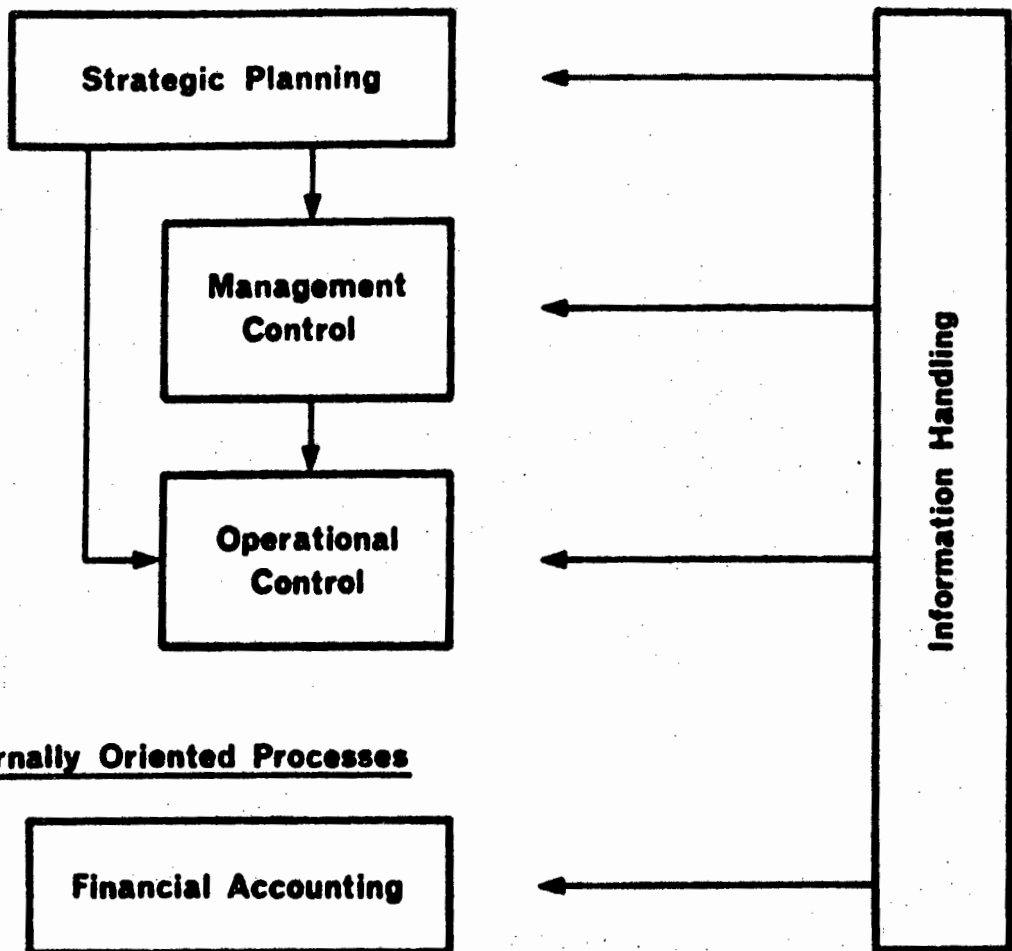 Strategic Planning
Management
Control
Operational
Control
rnally Oriented Processes
Financial Accounting
Information Handling